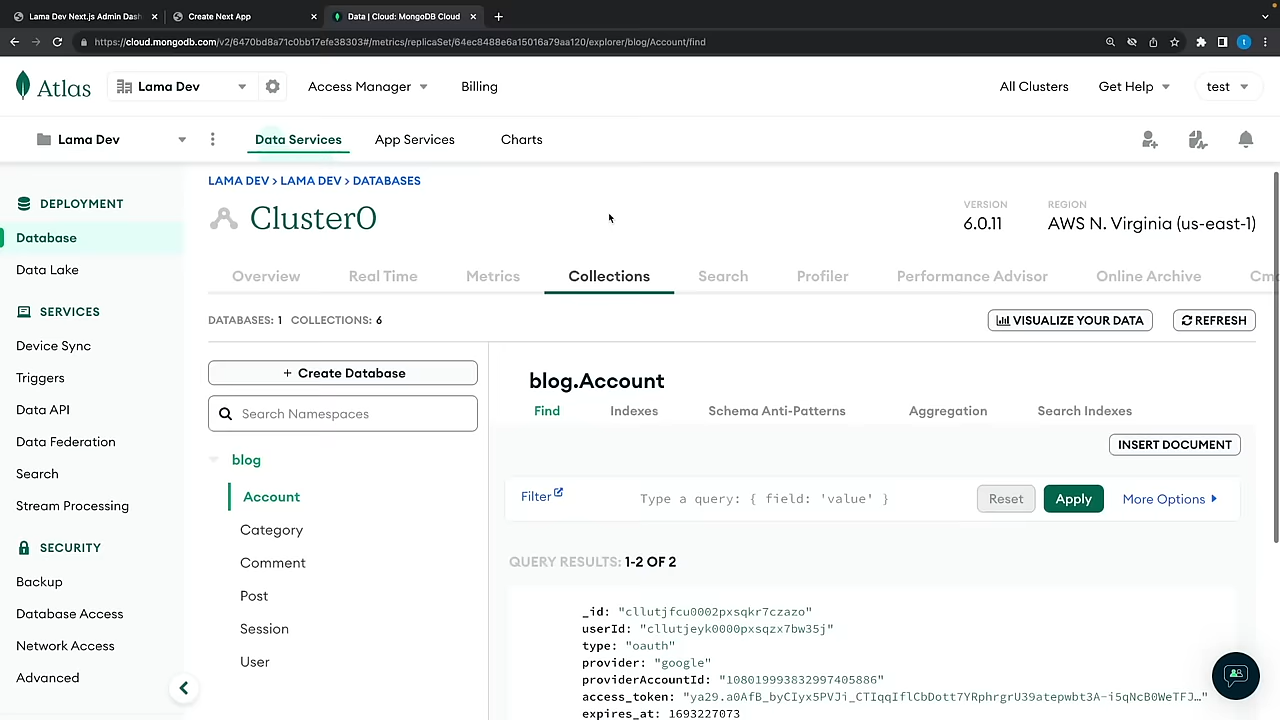 Lama Dev Next.js Admin Dash
Create Next App
Data | Cloud: MongoDB Cloud
https://cloud.mongodb.com/v2/6470bd8a71c0bb17efe38303#/metrics/replicaSet/64ec8488e6a15016a79aa120/explorer/blog/Account/find
t
Atlas
Lama Dev
Access Manager
Billing
All Clusters
Get Help
test
Lama Dev
Data Services
App Services
Charts
DEPLOYMENT
Database
Data Lake
SERVICES
Device Sync
Triggers
Data API
Data Federation
Search
Stream Processing
SECURITY
Backup
Database Access
Network Access
Advanced
LAMA DEV > LAMA DEV > DATABASES
Cluster0
VERSION
6.0.11
REGION
AWS N. Virginia (us-east-1)
Overview
Real Time
Metrics
Collections
Search
Profiler
Performance Advisor
Online Archive
Cm
DATABASES: 1 COLLECTIONS: 6
VISUALIZE YOUR DATA
REFRESH
+ Create Database
Search Namespaces
blog
Account
Category
Comment
Post
Session
User
blog.Account
Find
Indexes
Schema Anti-Patterns
Aggregation
Search Indexes
INSERT DOCUMENT
Filter
Type a query: { field: 'value' }
Reset
Apply
More Options
QUERY RESULTS: 1-2 OF 2
_id: "cllutjfcu0002pxsqkr7czazo"
userId: "cllutjeyk0000pxsqzx7bw35j"
type: "oauth"
provider: "google"
providerAccountId: "108019993832997405886"
access_token: "ya29.a0AfB_byCIyx5PVJi_CTIqqIflCbDott7YRphrgrU39atepwbt3A-i5qNcB0WeTFJ…"
expires_at: 1693227073